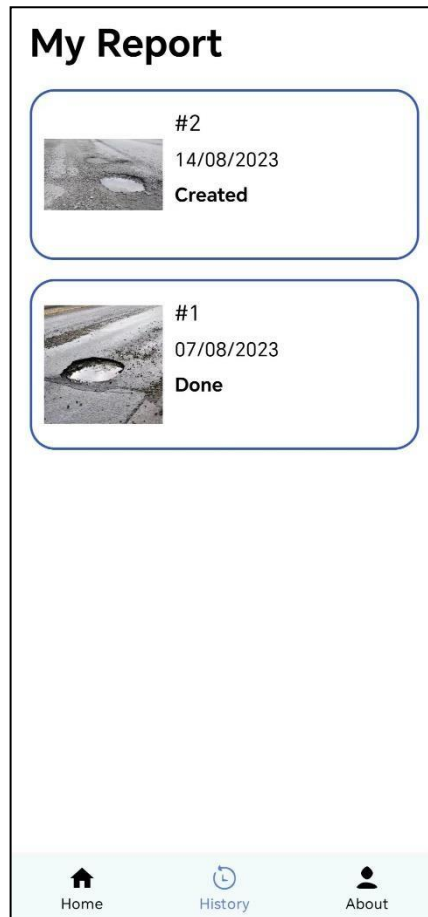 My Report
#2
14/08/2023
Created
#1
07/08/2023
Done
Home
History
About